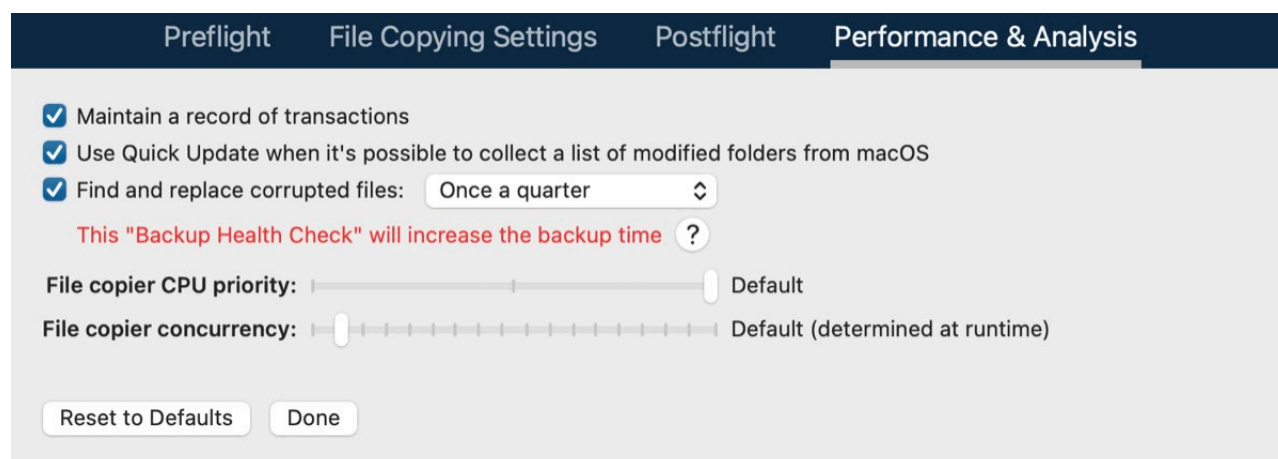 Preflight File Copying Settings Postflight Performance & Analysis
Maintain a record of transactions
Use Quick Update when it's possible to collect a list of modified folders from macOS
Find and replace corrupted files: Once a quarter
This "Backup Health Check" will increase the backup time ?
File copier CPU priority: Default
File copier concurrency: Default (determined at runtime)
Reset to Defaults Done